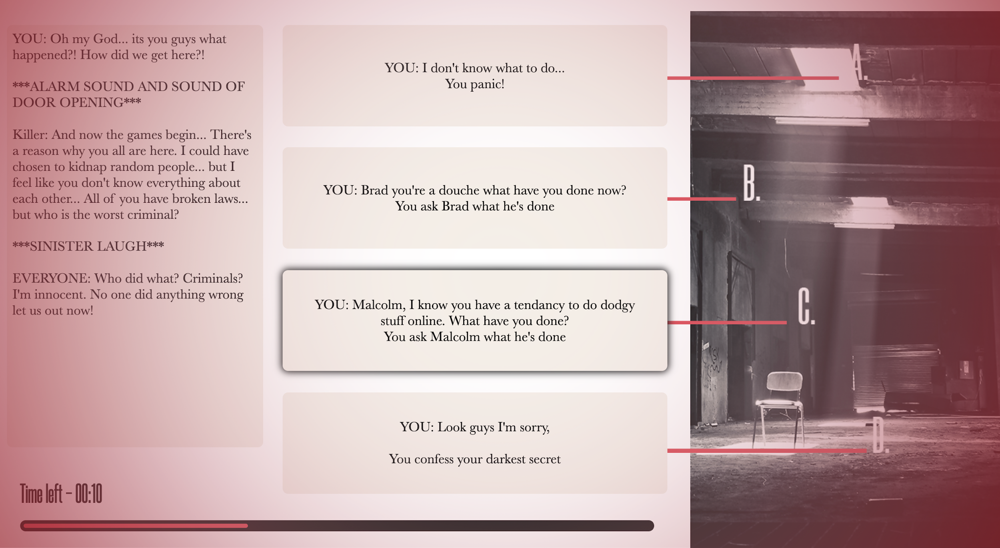 YOU: Oh my God... its you guys what
happened?! How did we get here?!
***ALARM SOUND AND SOUND OF
DOOR OPENING***
Killer: And now the games begin... There's
a reason why you all are here. I could have
chosen to kidnap random people... but I
feel like you don't know everything about
each other... All of you have broken laws...
but who is the worst criminal?
***SINISTER LAUGH***
EVERYONE: Who did what? Criminals?
I'm innocent. No one did anything wrong
let us out now!
Time left – 00:10
YOU: I don't know what to do...
You panic!
A.
YOU: Brad you're a douche what have you done now?
You ask Brad what he's done
B.
YOU: Malcolm, I know you have a tendancy to do dodgy
stuff online. What have you done?
You ask Malcolm what he's done
C.
YOU: Look guys I'm sorry,
You confess your darkest secret
D.